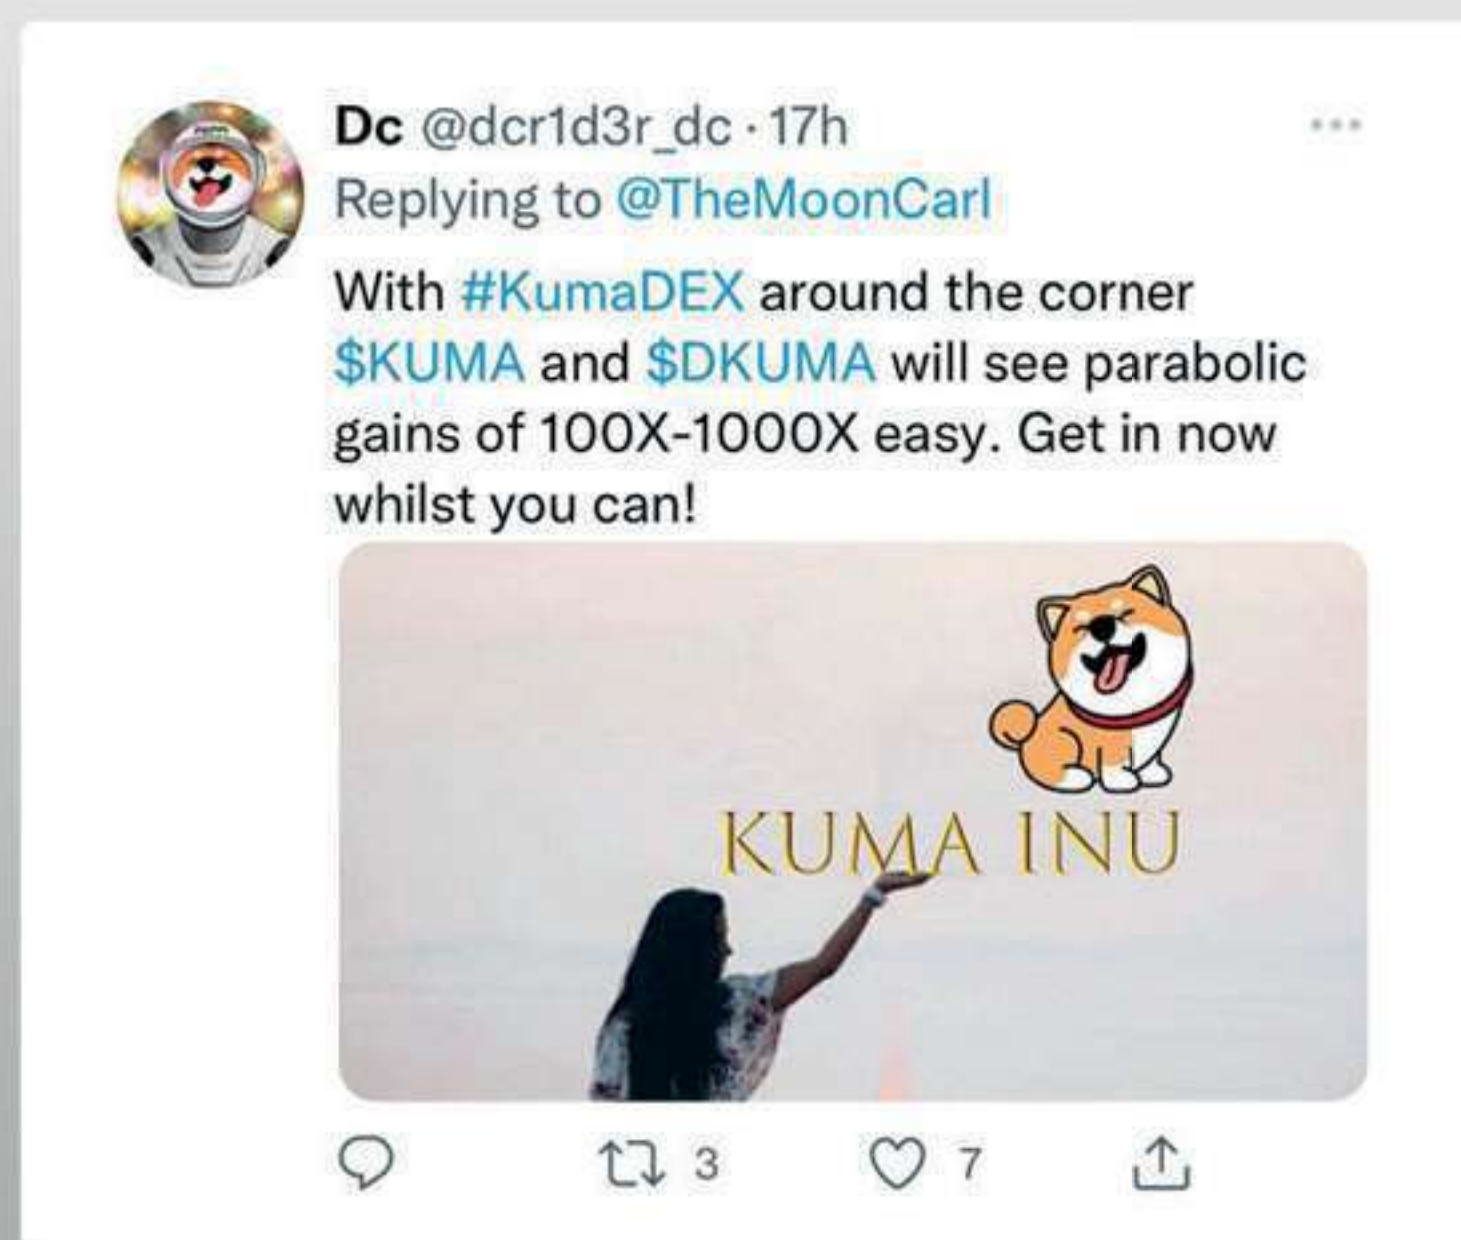 Dc @dcr1d3r_dc · 17h
Replying to @TheMoonCarl
With #KumaDEX around the corner
$KUMA and $DKUMA will see parabolic
gains of 100X-1000X easy. Get in now
whilst you can!
KUMA INU
3 7